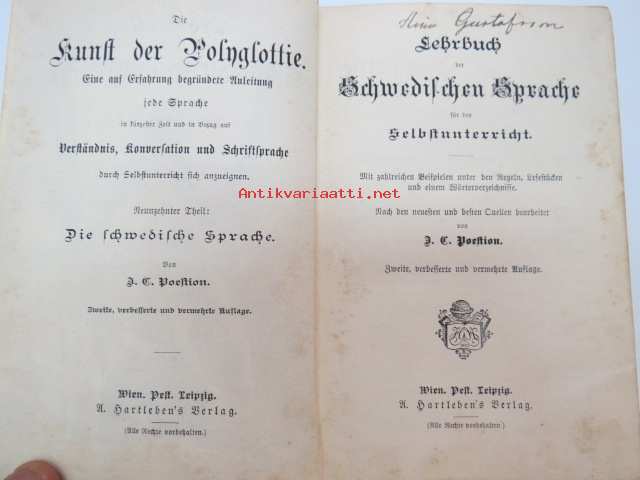 Die
Kunst der Polyglottie.
Eine auf Erfahrung begründete Anleitung
jede Sprache
in kürzester Zeit und in Bezug auf
Verständnis, Konversation und Schriftsprache
durch Selbstunterricht sich anzueignen.
Neunzehnter Theil:
Die schwedische Sprache.
Von
J. C. Poestion.
Zweite, verbesserte und vermehrte Auflage.
Wien. Pest. Leipzig.
A. Hartleben's Verlag.
(Alle Rechte vorbehalten.)
Gustafsson
Lehrbuch
der
Schwedischen Sprache
für den
Selbstunterricht.
Mit zahlreichen Beispielen unter den Regeln, Lesestücken
und einem Wörterverzeichnisse.
Nach den neuesten und besten Quellen bearbeitet
von
J. C. Poestion.
Zweite, verbesserte und vermehrte Auflage.
Wien. Pest. Leipzig.
A. Hartleben's Verlag.
(Alle Rechte vorbehalten.)
Antikvariaatti.net